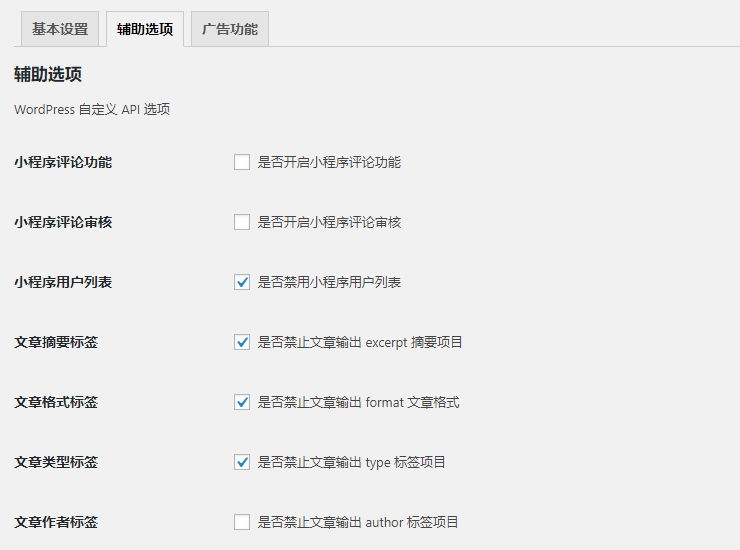 基本设置 辅助选项 广告功能
辅助选项
WordPress 自定义 API 选项
小程序评论功能 是否开启小程序评论功能
小程序评论审核 是否开启小程序评论审核
小程序用户列表 是否禁用小程序用户列表
文章摘要标签 是否禁止文章输出 excerpt 摘要项目
文章格式标签 是否禁止文章输出 format 文章格式
文章类型标签 是否禁止文章输出 type 标签项目
文章作者标签 是否禁止文章输出 author 标签项目